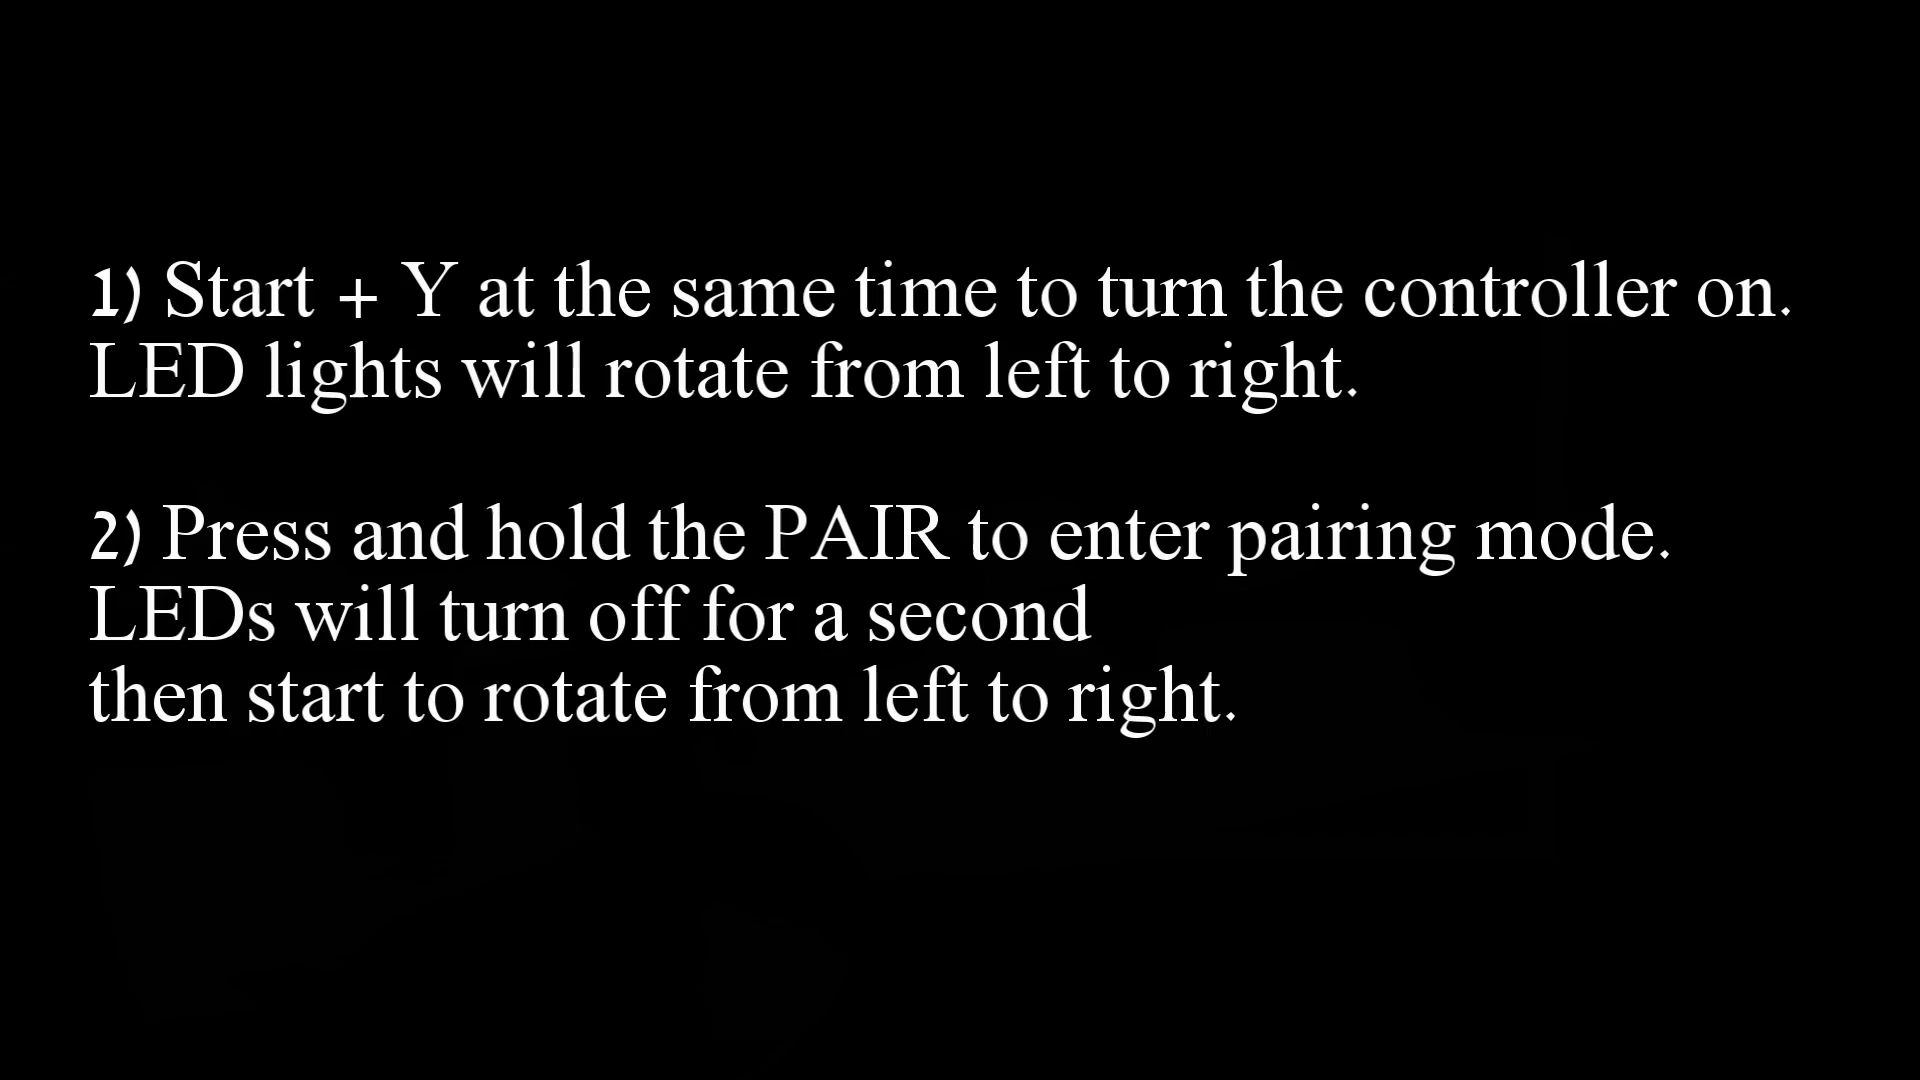 1) Start + Y at the same time to turn the controller on.
LED lights will rotate from left to right.
2) Press and hold the PAIR to enter pairing mode.
LEDs will turn off for a second
then start to rotate from left to right.